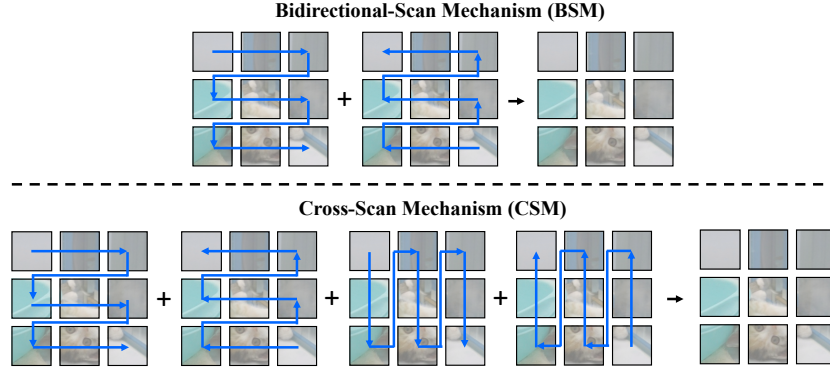 Bidirectional-Scan Mechanism (BSM)
+
Cross-Scan Mechanism (CSM)
+ + +